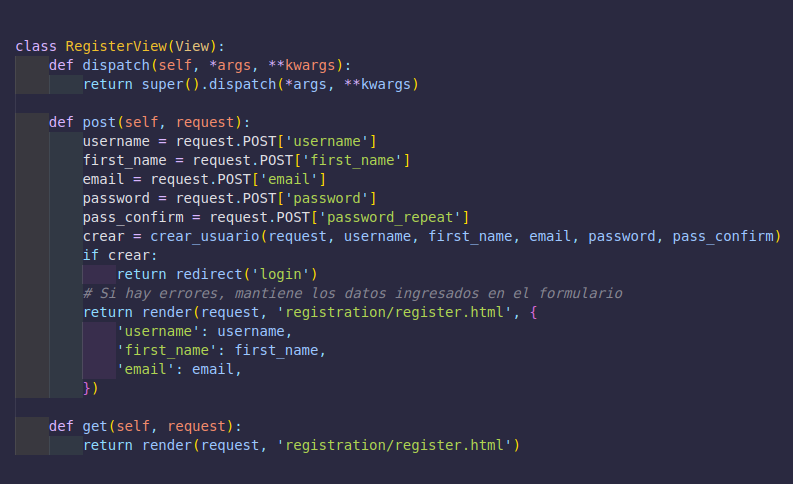 class RegisterView(View):
    def dispatch(self, *args, **kwargs):
        return super().dispatch(*args, **kwargs)

    def post(self, request):
        username = request.POST['username']
        first_name = request.POST['first_name']
        email = request.POST['email']
        password = request.POST['password']
        pass_confirm = request.POST['password_repeat']
        crear = crear_usuario(request, username, first_name, email, password, pass_confirm)
        if crear:
            return redirect('login')
        # Si hay errores, mantiene los datos ingresados en el formulario
        return render(request, 'registration/register.html', {
            'username': username,
            'first_name': first_name,
            'email': email,
        })

    def get(self, request):
        return render(request, 'registration/register.html')